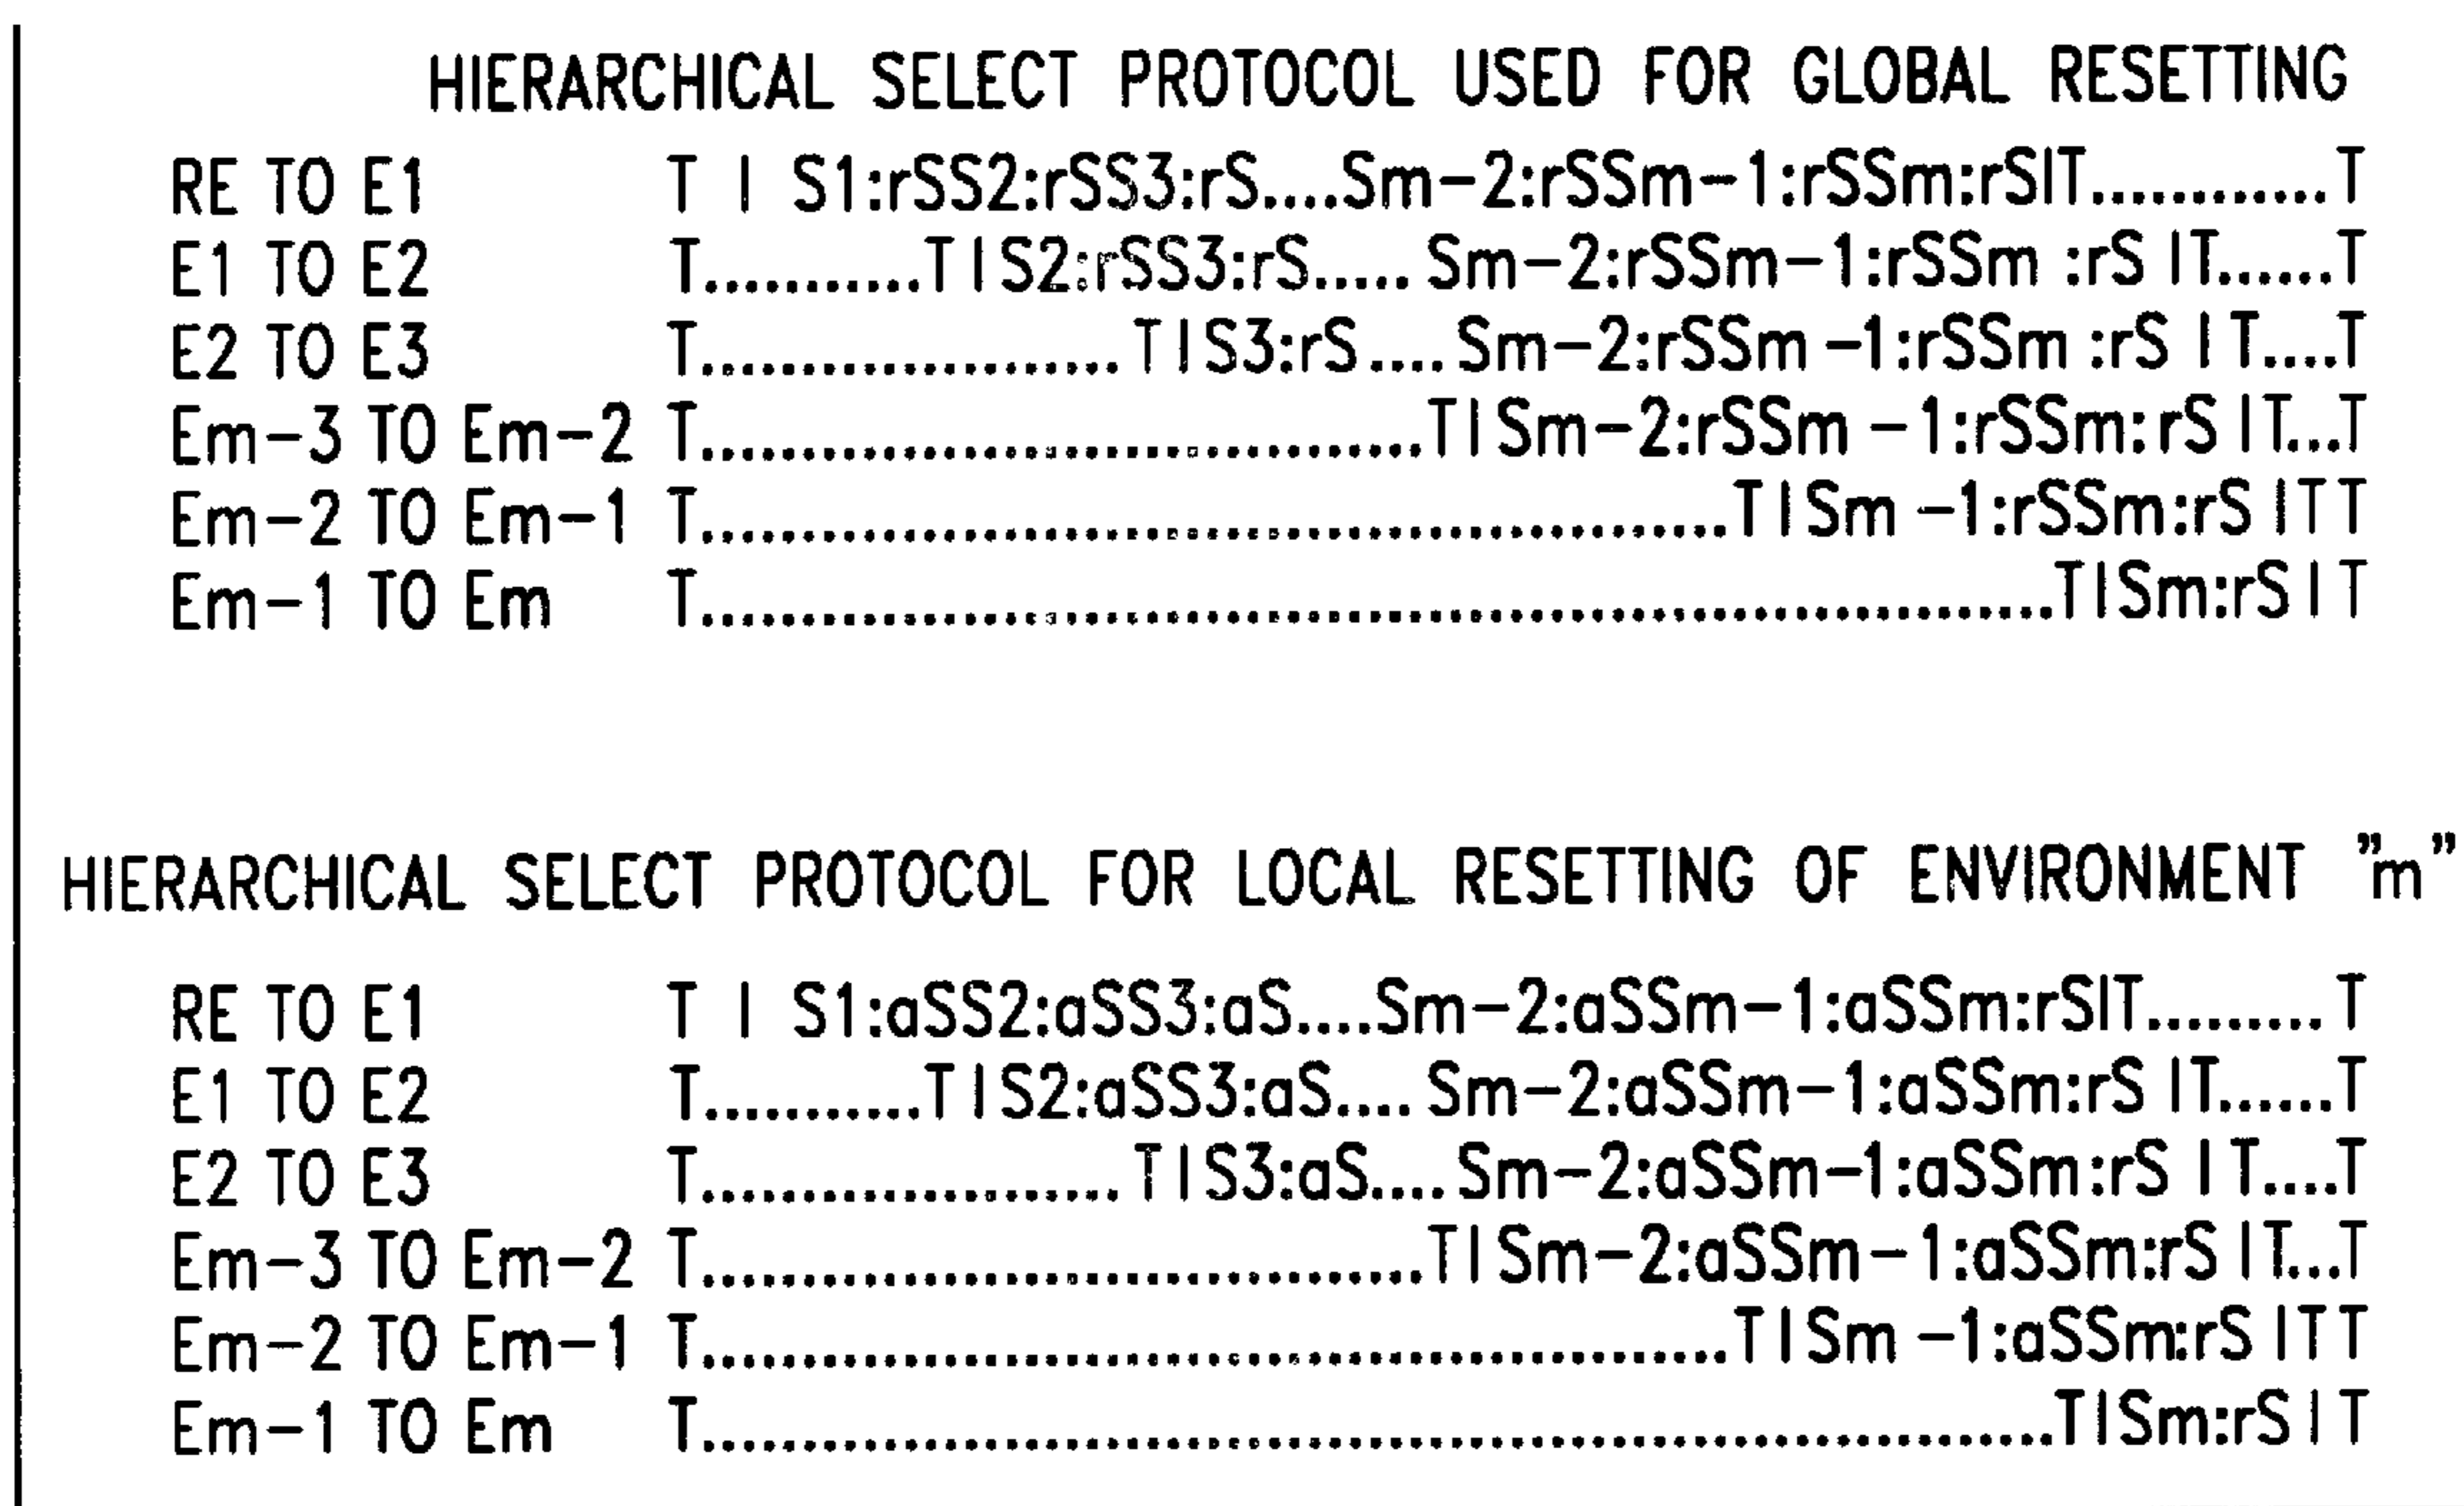 HIERARCHICAL SELECT PROTOCOL USED FOR GLOBAL RESETTING
RE TO E1 T I S1:rSS2:rSS3:rS....Sm-2:rSSm-1:rSSm:rSIT............T
E1 TO E2 T...........TIS2:rSS3:rS..... Sm-2:rSSm-1:rSSm :rS IT......T
E2 TO E3 T.....................TIS3:rS....Sm-2:rSSm -1:rSSm :rS IT....T
Em-3 TO Em-2 T....................................TISm-2:rSSm -1:rSSm: rS IT...T
Em-2 TO Em-1 T...................................................TISm -1:rSSm:rS ITT
Em-1 TO Em T...................................................................TISm:rS IT
HIERARCHICAL SELECT PROTOCOL FOR LOCAL RESETTING OF ENVIRONMENT "m"
RE TO E1 T I S1:aSS2:aSS3:aS....Sm-2:aSSm-1:aSSm:rSIT.........T
E1 TO E2 T...........TIS2:aSS3:aS.... Sm-2:aSSm-1:aSSm:rS IT......T
E2 TO E3 T.....................TIS3:aS....Sm-2:aSSm-1:aSSm:rS IT....T
Em-3 TO Em-2 T....................................TISm-2:aSSm-1:aSSm:rS IT...T
Em-2 TO Em-1 T...................................................TISm -1:aSSm:rS ITT
Em-1 TO Em T...................................................................TISm:rS IT